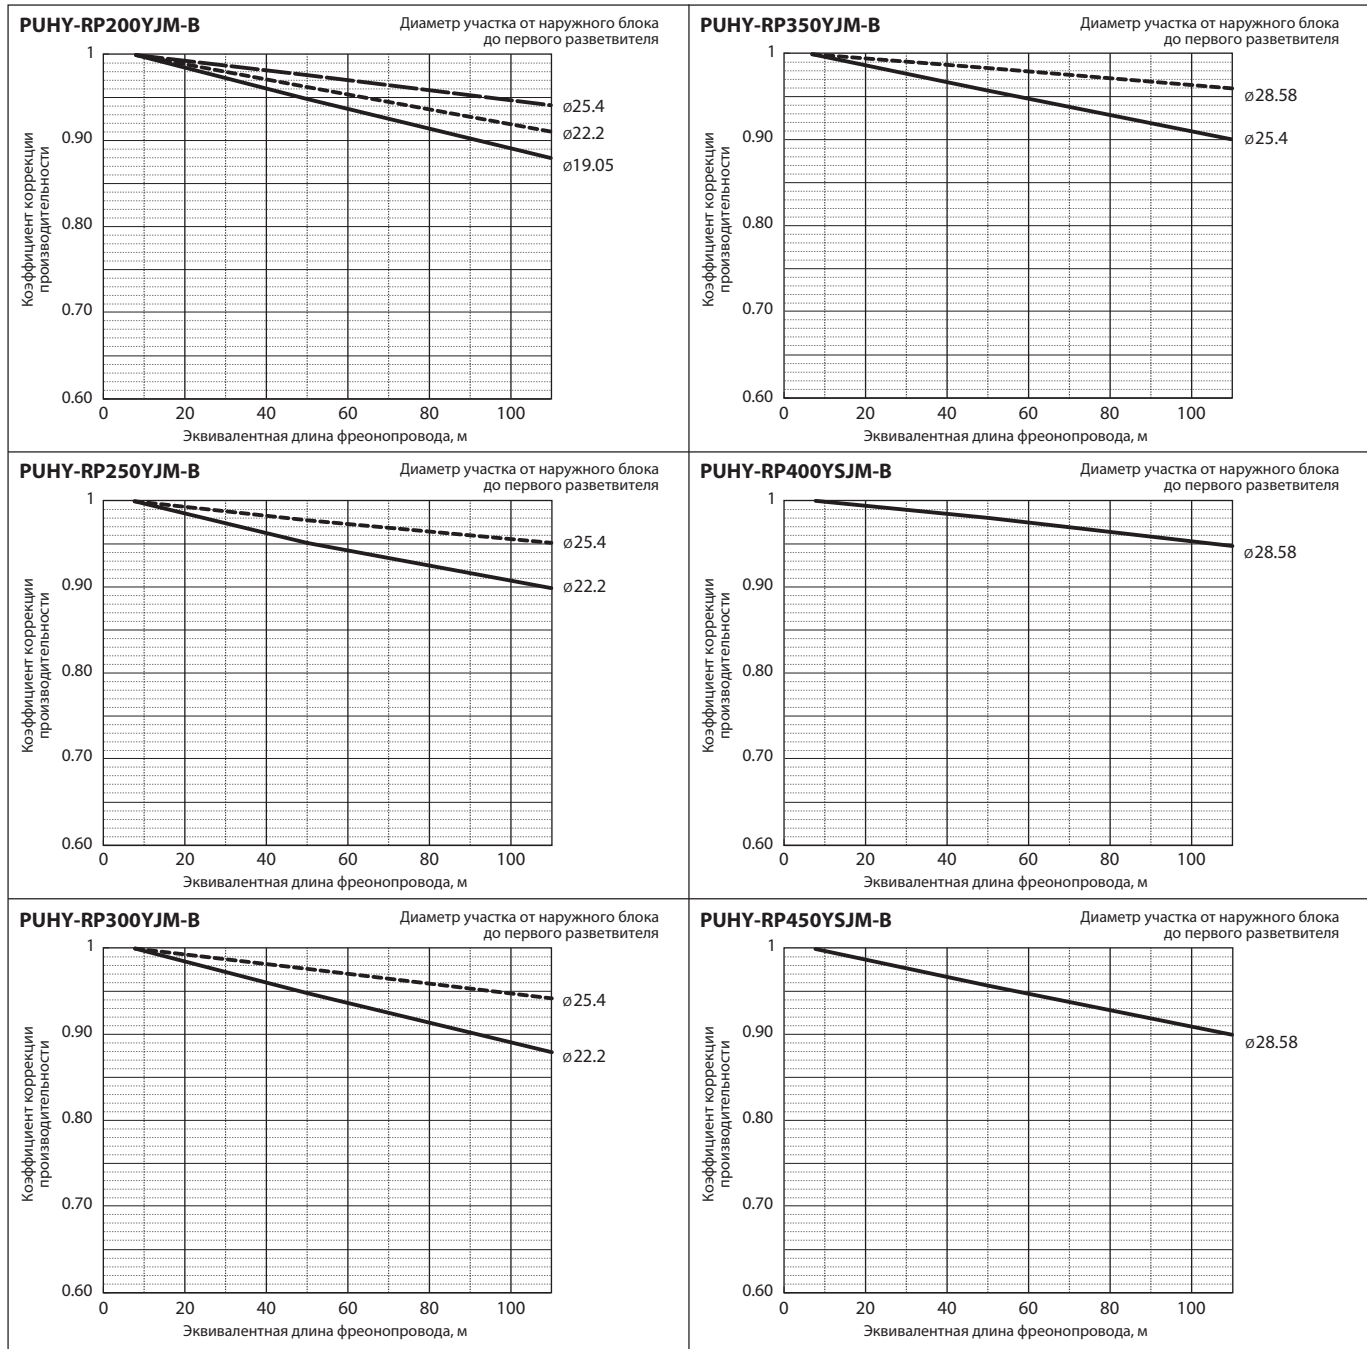 PUHY-RP200YJM-B
Диаметр участка от наружного блока
до первого разветвителя
Коэффициент коррекции
производительности
1
0.90
0.80
0.70
0.60
0 20 40 60 80 100
Эквивалентная длина фреонопровода, м
ø25.4
ø22.2
ø19.05
PUHY-RP350YJM-B
Диаметр участка от наружного блока
до первого разветвителя
Коэффициент коррекции
производительности
1
0.90
0.80
0.70
0.60
0 20 40 60 80 100
Эквивалентная длина фреонопровода, м
ø28.58
ø25.4
PUHY-RP250YJM-B
Диаметр участка от наружного блока
до первого разветвителя
Коэффициент коррекции
производительности
1
0.90
0.80
0.70
0.60
0 20 40 60 80 100
Эквивалентная длина фреонопровода, м
ø25.4
ø22.2
PUHY-RP400YSJM-B
Диаметр участка от наружного блока
до первого разветвителя
Коэффициент коррекции
производительности
1
0.90
0.80
0.70
0.60
0 20 40 60 80 100
Эквивалентная длина фреонопровода, м
ø28.58
PUHY-RP300YJM-B
Диаметр участка от наружного блока
до первого разветвителя
Коэффициент коррекции
производительности
1
0.90
0.80
0.70
0.60
0 20 40 60 80 100
Эквивалентная длина фреонопровода, м
ø25.4
ø22.2
PUHY-RP450YSJM-B
Диаметр участка от наружного блока
до первого разветвителя
Коэффициент коррекции
производительности
1
0.90
0.80
0.70
0.60
0 20 40 60 80 100
Эквивалентная длина фреонопровода, м
ø28.58